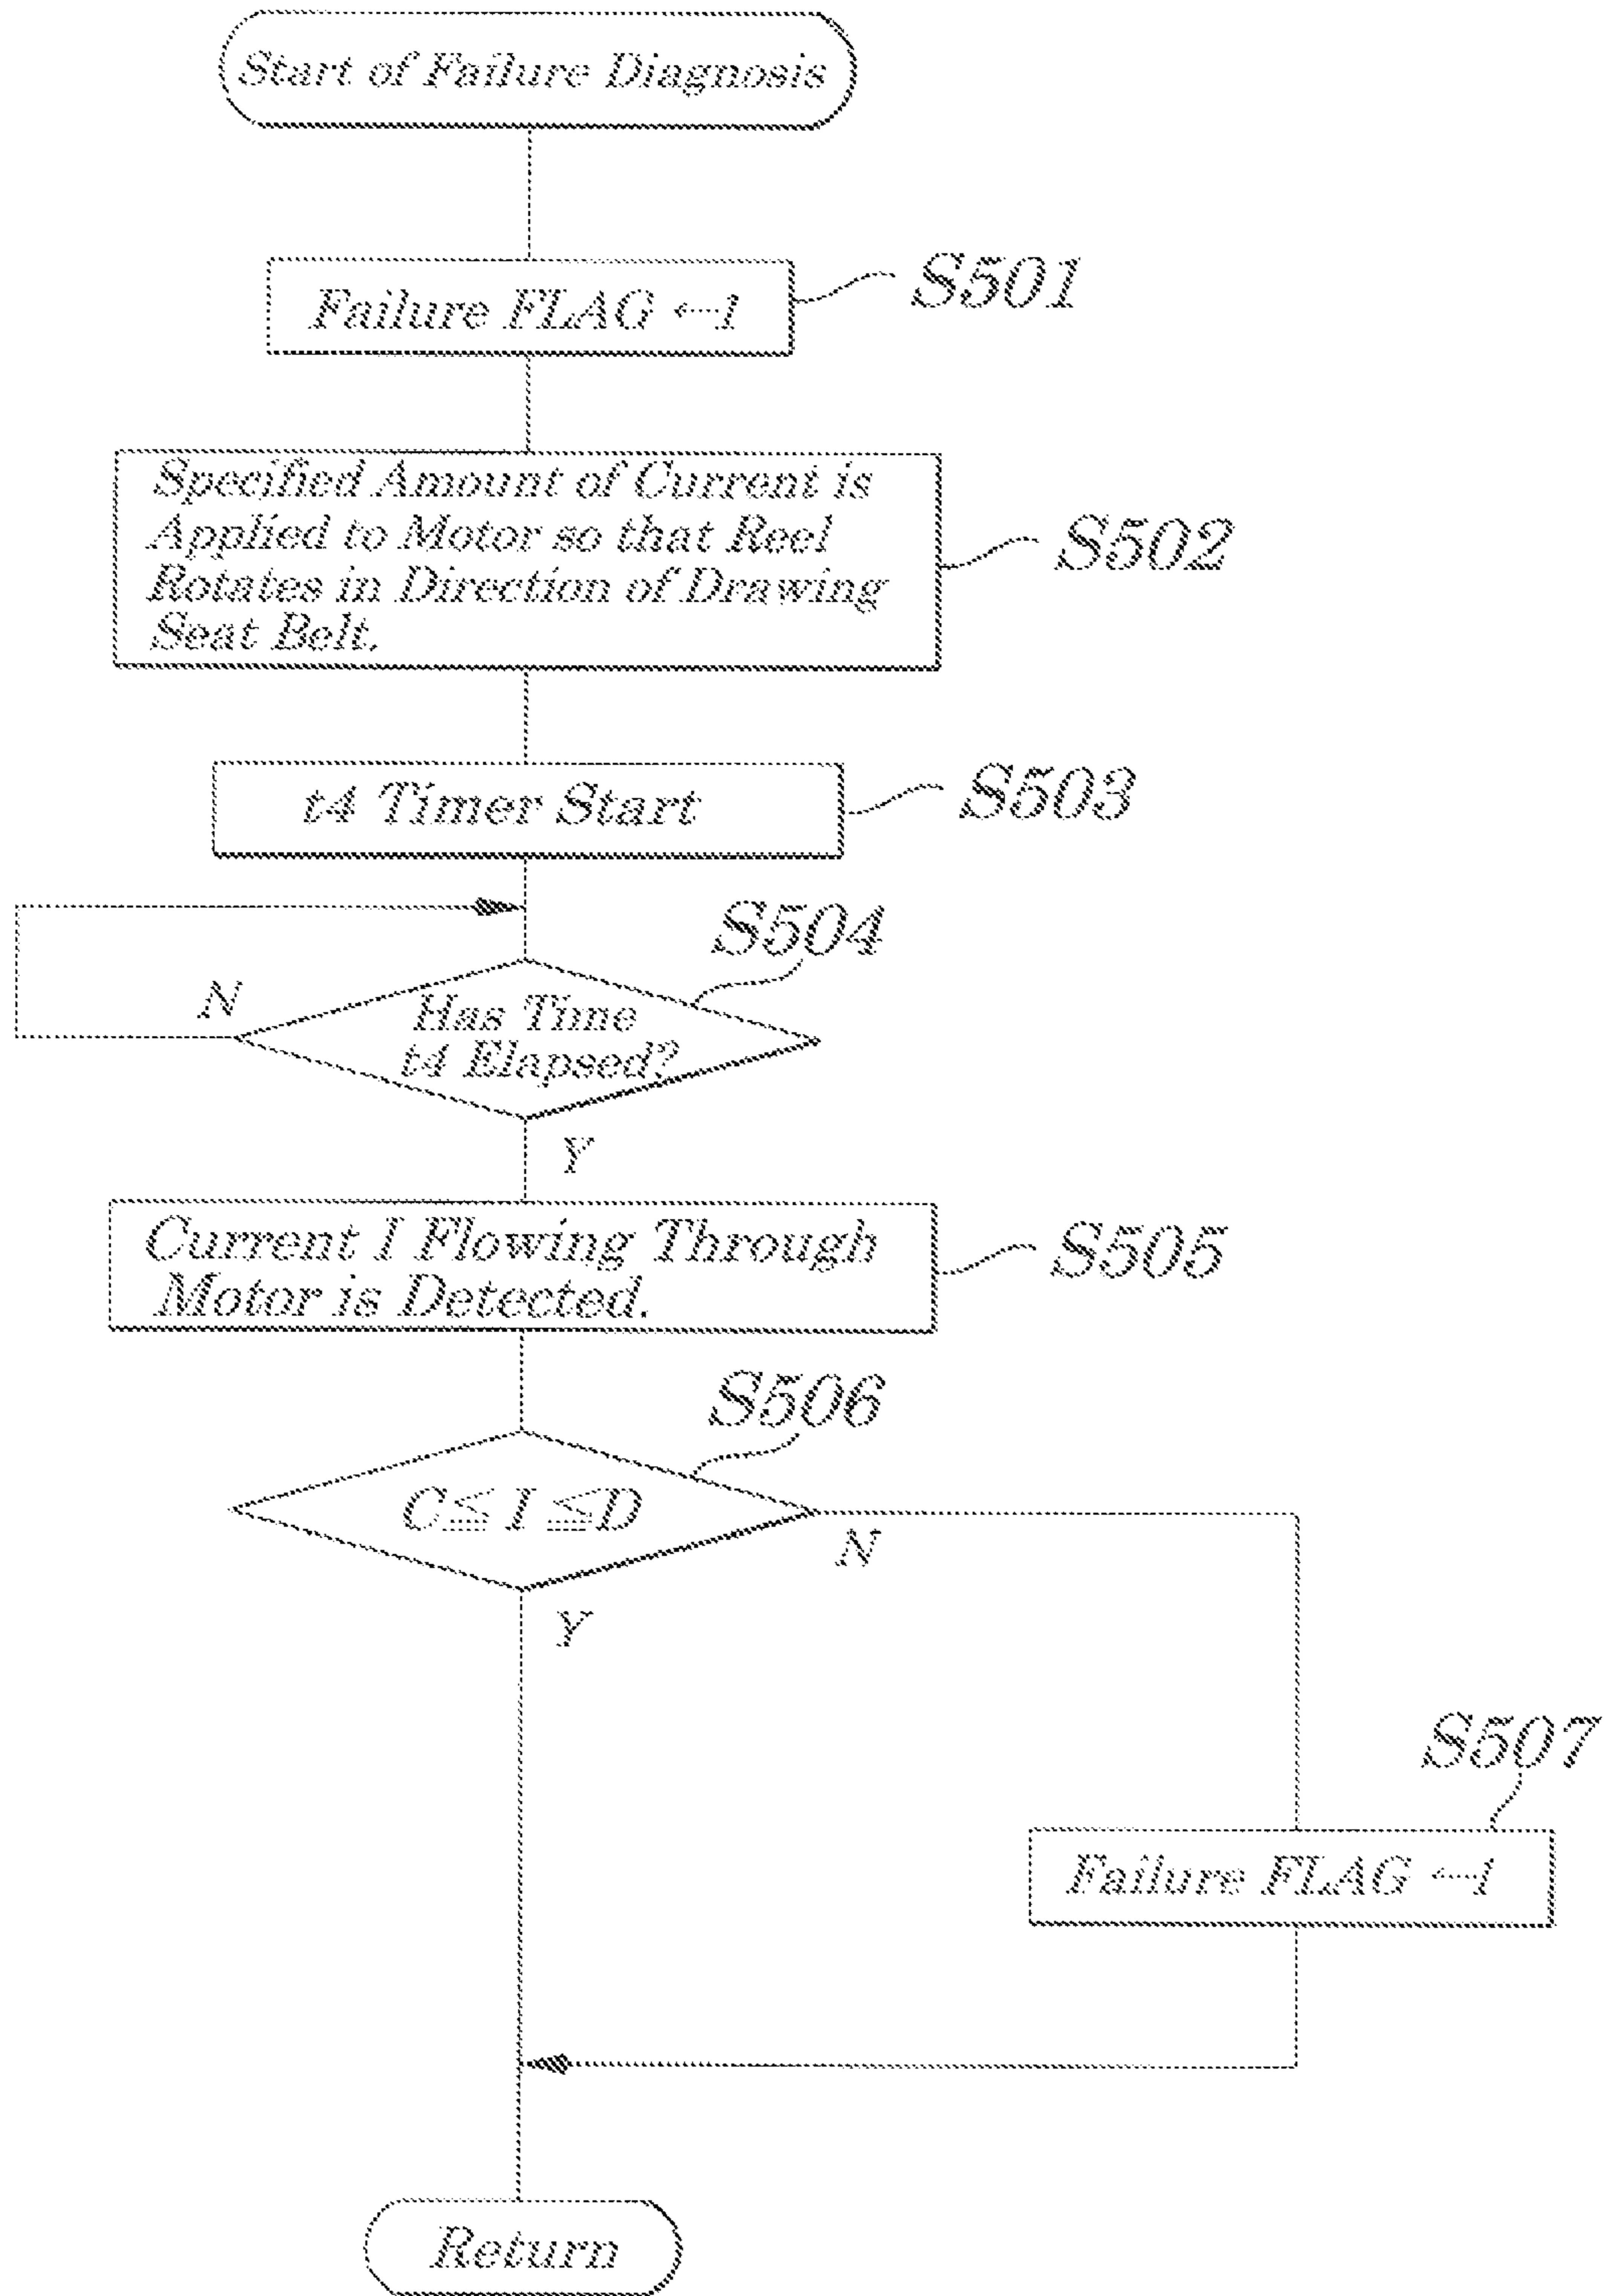 Start of Failure Diagnosis
Failure FLAG ←1
S501
Specified Amount of Current is
Applied to Motor so that Reel
Rotates in Direction of Drawing
Seat Belt.
S502
t4 Timer Start
S503
S504
N
Has Time
t4 Elapsed?
Y
Current I Flowing Through
Motor is Detected.
S505
S506
C≦ I ≦D
N
Y
S507
Failure FLAG ←1
Return